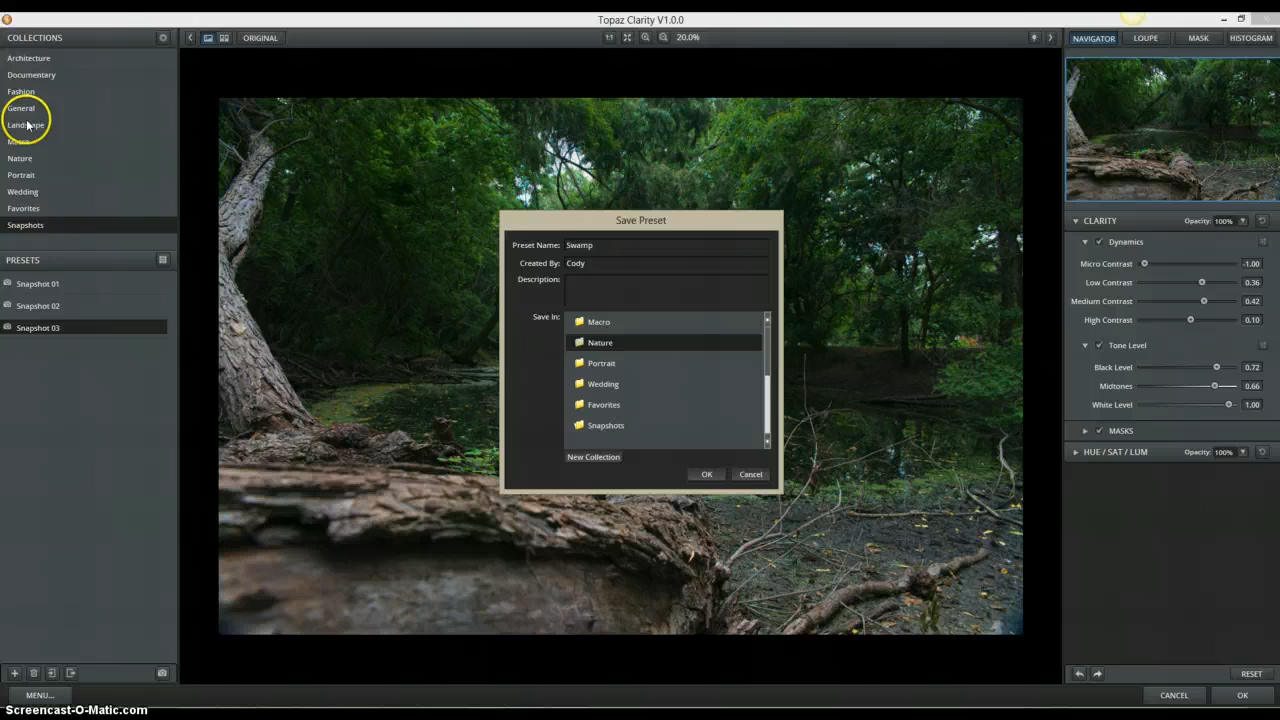 Topaz Clarity V1.0.0
COLLECTIONS
Architecture
Documentary
Fashion
General
Landscape
Macro
Nature
Portrait
Wedding
Favorites
Snapshots
PRESETS
Snapshot 01
Snapshot 02
Snapshot 03
MENU...
ORIGINAL
1:1
20.0%
Save Preset
Preset Name: Swamp
Created By: Cody
Description:
Save In:
Macro
Nature
Portrait
Wedding
Favorites
Snapshots
New Collection
OK Cancel
NAVIGATOR LOUPE MASK HISTOGRAM
CLARITY Opacity: 100%
Dynamics
Micro Contrast -1.00
Low Contrast 0.36
Medium Contrast 0.42
High Contrast 0.10
Tone Level
Black Level 0.72
Midtones 0.66
White Level 1.00
MASKS
HUE / SAT / LUM Opacity: 100%
RESET
CANCEL OK
Screencast-O-Matic.com